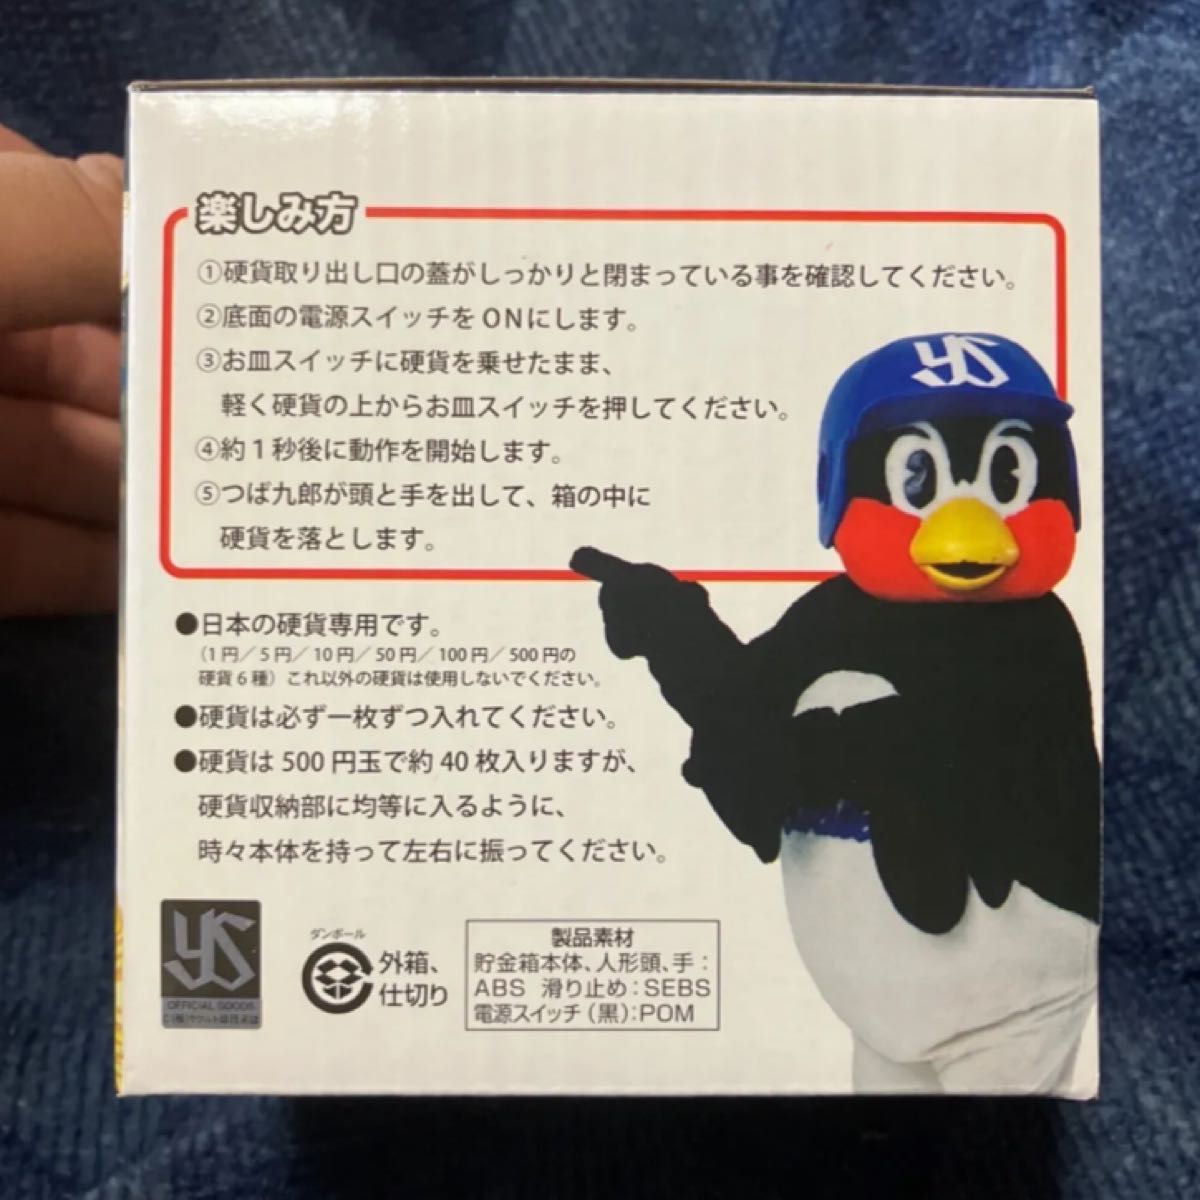 楽しみ方
①硬貨取り出し口の蓋がしっかりと閉まっている事を確認してください。
②底面の電源スイッチをONにします。
③お皿スイッチに硬貨を乗せたまま、
軽く硬貨の上からお皿スイッチを押してください。
④約1秒後に動作を開始します。
⑤つば九郎が頭と手を出して、箱の中に
硬貨を落とします。
YS
●日本の硬貨専用です。
（1円／5円／10円／50円／100円／500円の
硬貨6種）これ以外の硬貨は使用しないでください。
●硬貨は必ず一枚ずつ入れてください。
●硬貨は500円玉で約40枚入りますが、
硬貨収納部に均等に入るように、
時々本体を持って左右に振ってください。
YS
OFFICIAL GOODS
ダンボール
外箱、
仕切り
製品素材
貯金箱本体、人形頭、手：
ABS 滑り止め：SEBS
電源スイッチ（黒）：POM